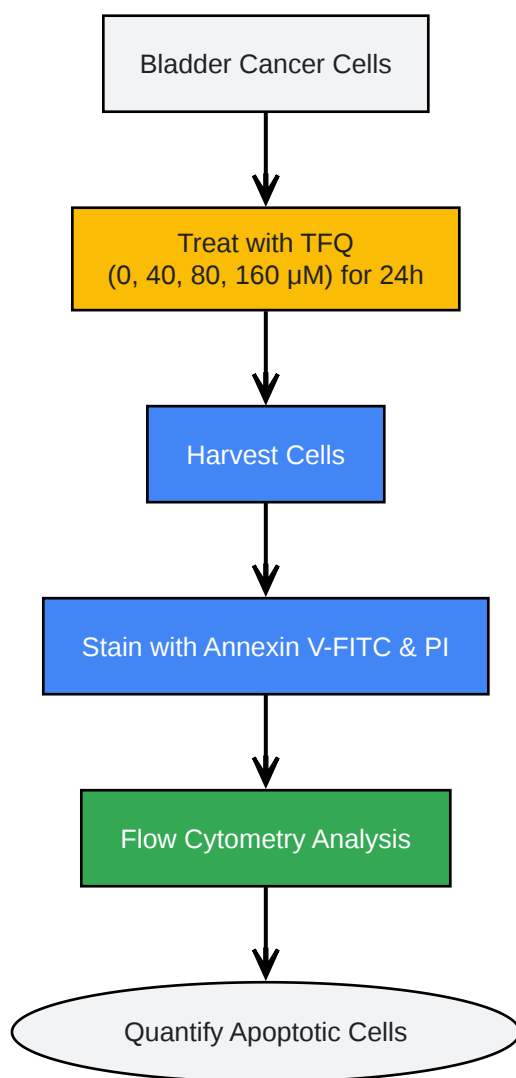 Bladder Cancer Cells
Treat with TFQ
(0, 40, 80, 160 μM) for 24h
Harvest Cells
Stain with Annexin V-FITC & PI
Flow Cytometry Analysis
Quantify Apoptotic Cells